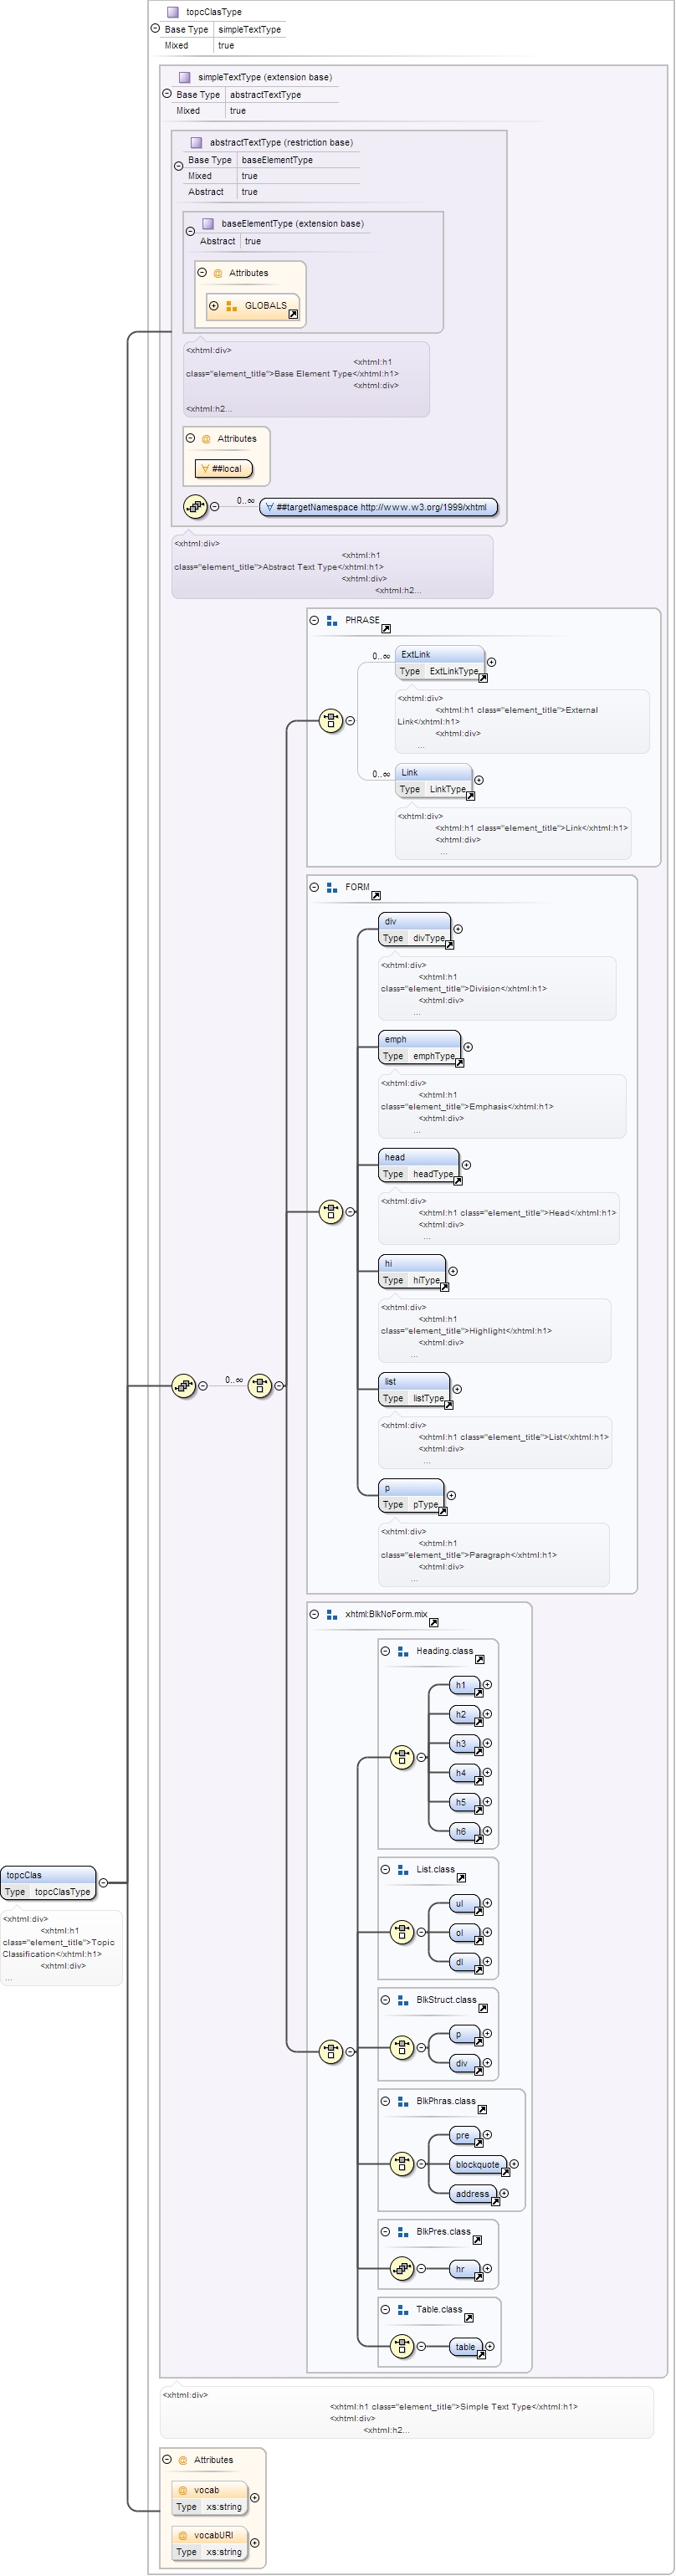 topcClasType
Base Type simpleTextType
Mixed true
simpleTextType (extension base)
Base Type abstractTextType
Mixed true
abstractTextType (restriction base)
Base Type baseElementType
Mixed true
Abstract true
baseElementType (extension base)
Abstract true
@ Attributes
GLOBALS
<xhtml:div>
<xhtml:h1
class="element_title">Base Element Type</xhtml:h1>
<xhtml:div>
<xhtml:h2...
@ Attributes
∀ ##local
0..∞ ∀ ##targetNamespace http://www.w3.org/1999/xhtml
<xhtml:div>
<xhtml:h1
class="element_title">Abstract Text Type</xhtml:h1>
<xhtml:div>
<xhtml:h2...
PHRASE
0..∞ ExtLink
Type ExtLinkType
<xhtml:div>
<xhtml:h1 class="element_title">External
Link</xhtml:h1>
<xhtml:div>
...
0..∞ Link
Type LinkType
<xhtml:div>
<xhtml:h1 class="element_title">Link</xhtml:h1>
<xhtml:div>
...
FORM
div
Type divType
<xhtml:div>
<xhtml:h1
class="element_title">Division</xhtml:h1>
<xhtml:div>
...
emph
Type emphType
<xhtml:div>
<xhtml:h1
class="element_title">Emphasis</xhtml:h1>
<xhtml:div>
...
head
Type headType
<xhtml:div>
<xhtml:h1 class="element_title">Head</xhtml:h1>
<xhtml:div>
...
hi
Type hiType
<xhtml:div>
<xhtml:h1
class="element_title">Highlight</xhtml:h1>
<xhtml:div>
...
0..∞
list
Type listType
<xhtml:div>
<xhtml:h1 class="element_title">List</xhtml:h1>
<xhtml:div>
...
p
Type pType
<xhtml:div>
<xhtml:h1
class="element_title">Paragraph</xhtml:h1>
<xhtml:div>
...
xhtml:BlkNoForm.mix
Heading.class
h1
h2
h3
h4
h5
h6
List.class
ul
ol
dl
topcClas
Type topcClasType
<xhtml:div>
<xhtml:h1
class="element_title">Topic
Classification</xhtml:h1>
<xhtml:div>
...
BlkStruct.class
p
div
BlkPhras.class
pre
blockquote
address
BlkPres.class
hr
Table.class
table
<xhtml:div>
<xhtml:h1 class="element_title">Simple Text Type</xhtml:h1>
<xhtml:div>
<xhtml:h2...
@ Attributes
@ vocab
Type xs:string
@ vocabURI
Type xs:string